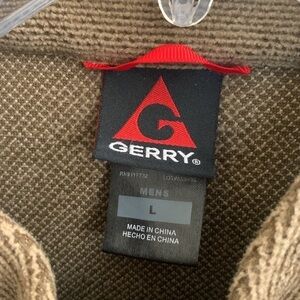 GERRY®
MENS
L
MADE IN CHINA
HECHO EN CHINA